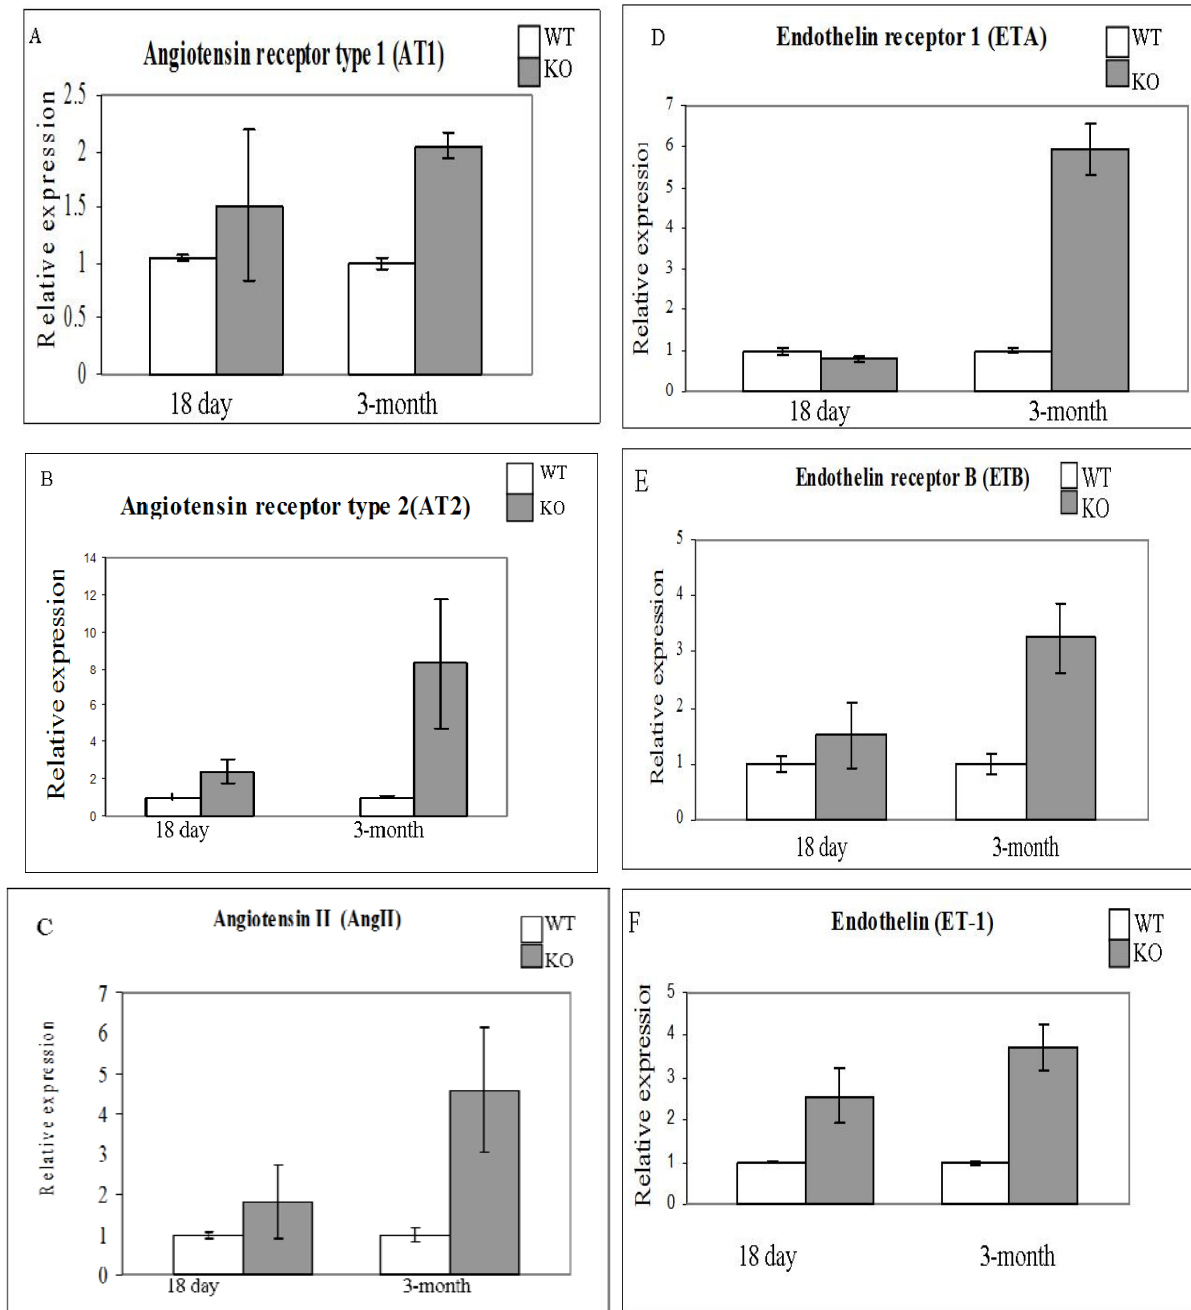 A
Angiotensin receptor type 1 (AT1)
WT
KO
Relative expression
2.5
2
1.5
1
0.5
0
18 day
3-month
B
Angiotensin receptor type 2(AT2)
WT
KO
Relative expression
14
12
10
8
6
4
2
0
18 day
3-month
C
Angiotensin II (AngII)
WT
KO
Relative expression
7
6
5
4
3
2
1
0
18 day
3-month
D
Endothelin receptor 1 (ETA)
WT
KO
Relative expression
7
6
5
4
3
2
1
0
18 day
3-month
E
Endothelin receptor B (ETB)
WT
KO
Relative expression
5
4
3
2
1
0
18 day
3-month
F
Endothelin (ET-1)
WT
KO
Relative expression
5
4
3
2
1
0
18 day
3-month